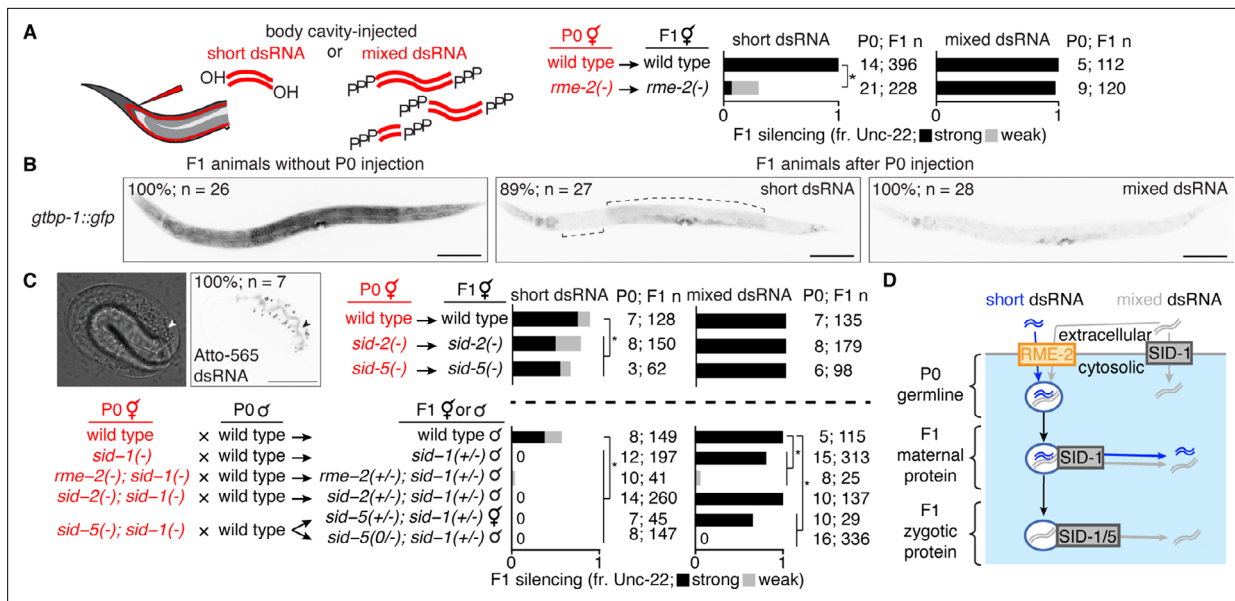 A
body cavity-injected
short dsRNA or mixed dsRNA
OH
OH
PPP
PPP
PPP
PPP
PPP
PPP
P0 ⚥ F1 ⚥ short dsRNA P0; F1 n mixed dsRNA P0; F1 n
wild type → wild type 14; 396 5; 112
*
rme-2(-) → rme-2(-) 21; 228 9; 120
0 1 0 1
F1 silencing (fr. Unc-22; strong weak)
B
F1 animals without P0 injection F1 animals after P0 injection
gtbp-1::gfp
100%; n = 26
89%; n = 27 short dsRNA
100%; n = 28 mixed dsRNA
C
100%; n = 7
Atto-565
dsRNA
P0 ⚥ F1 ⚥ short dsRNA P0; F1 n mixed dsRNA P0; F1 n
wild type → wild type 7; 128 7; 135
*
sid-2(-) → sid-2(-) 8; 150 8; 179
sid-5(-) → sid-5(-) 3; 62 6; 98
P0 ⚥ P0 ♂ F1 ⚥ or ♂
wild type × wild type → wild type ♂ 8; 149 5; 115
sid-1(-) × wild type → sid-1(+/-) ♂ 0 12; 197 15; 313
* * *
rme-2(-); sid-1(-) × wild type → rme-2(+/-); sid-1(+/-) ♂ 10; 41 8; 25
sid-2(-); sid-1(-) × wild type → sid-2(+/-); sid-1(+/-) ♂ 0 14; 260 10; 137
sid-5(-); sid-1(-) × wild type
sid-5(+/-); sid-1(+/-) ⚥ 0 7; 45 10; 29
sid-5(0/-); sid-1(+/-) ♂ 0 8; 147 0 16; 336
0 1 0 1
F1 silencing (fr. Unc-22; strong weak)
D
short dsRNA mixed dsRNA
extracellular
RME-2 SID-1
cytosolic
P0
germline
F1
maternal
protein
SID-1
F1
zygotic
protein
SID-1/5